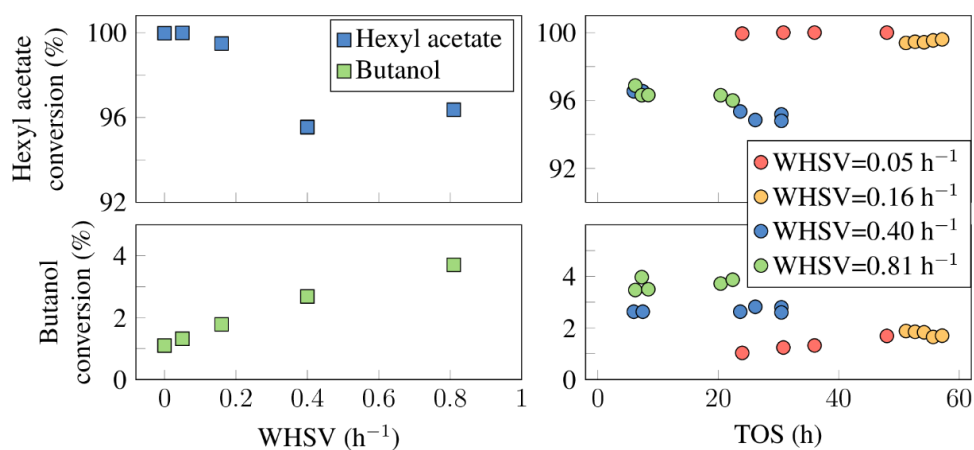 Hexyl acetate
conversion (%)
100
96
92
Hexyl acetate
Butanol
Butanol
conversion (%)
4
2
0
0
0.2
0.4
0.6
0.8
1
WHSV (h⁻¹)
100
96
92
WHSV=0.05 h⁻¹
WHSV=0.16 h⁻¹
WHSV=0.40 h⁻¹
WHSV=0.81 h⁻¹
4
2
0
0
20
40
60
TOS (h)